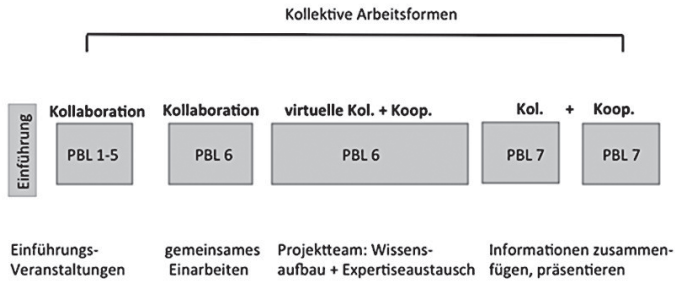 Kollektive Arbeitsformen
Kollaboration Kollaboration virtuelle Kol. + Koop. Kol. + Koop.
Einführung
PBL 1-5 PBL 6 PBL 6 PBL 7 PBL 7
Einführungs-
Veranstaltungen
gemeinsames
Einarbeiten
Projektteam: Wissens-
aufbau + Expertiseaustausch
Informationen zusammen-
fügen, präsentieren